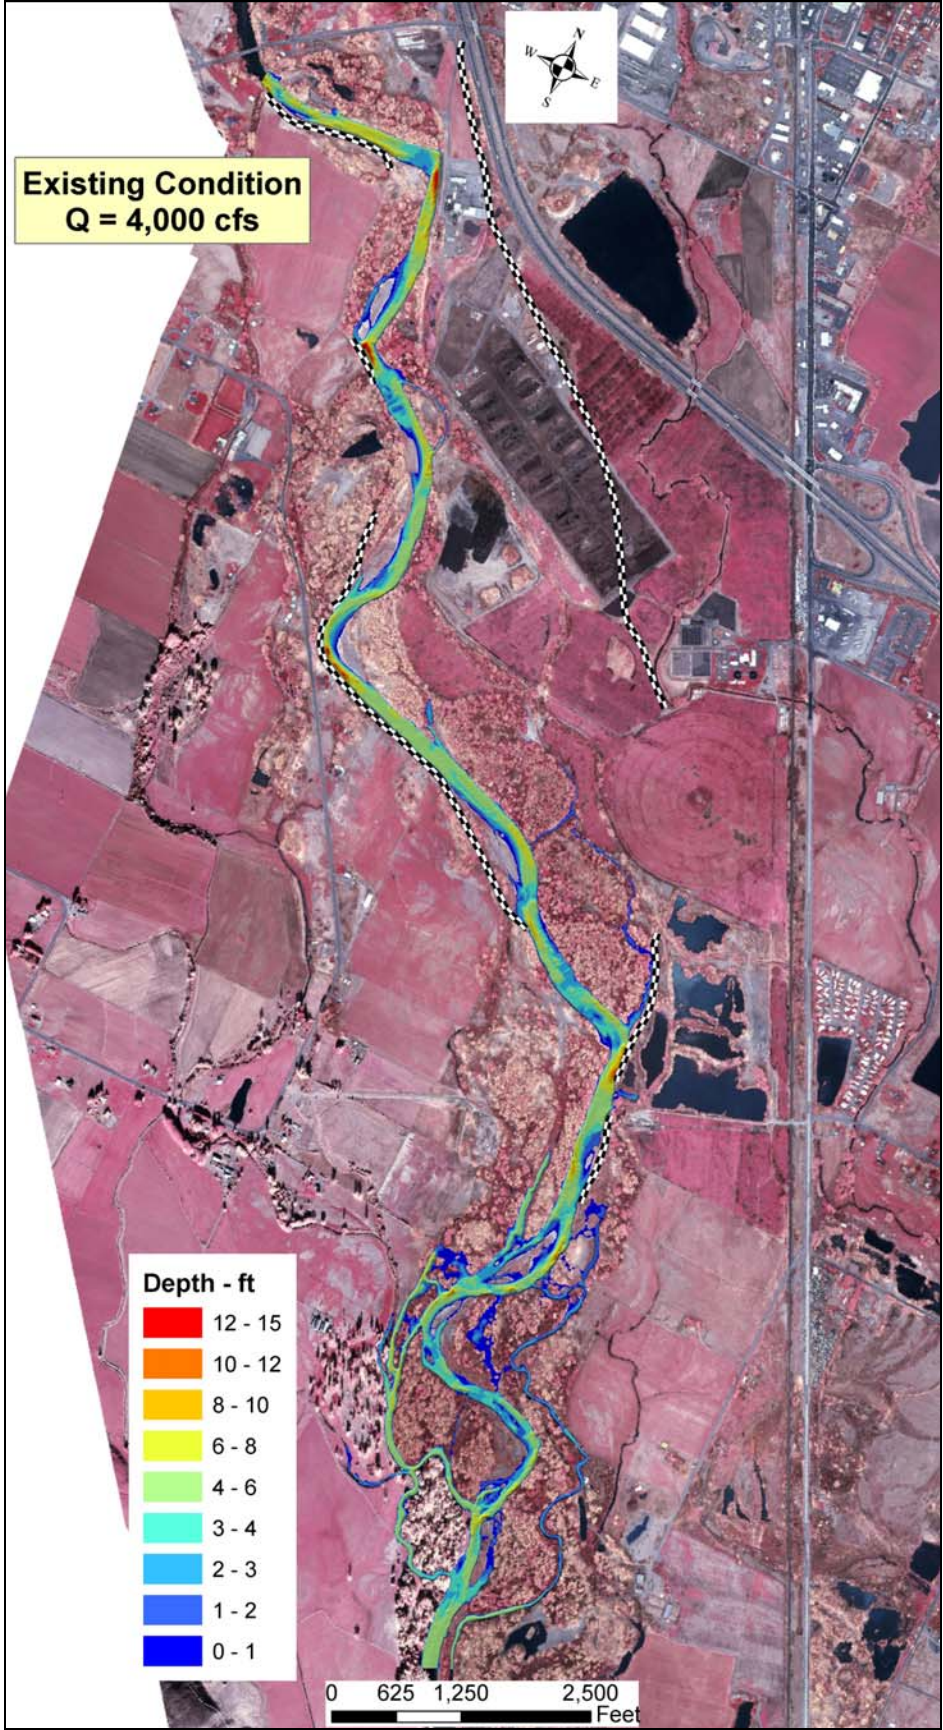 N
W
E
S
Existing Condition
Q = 4,000 cfs
Depth - ft
12 - 15
10 - 12
8 - 10
6 - 8
4 - 6
3 - 4
2 - 3
1 - 2
0 - 1
0 625 1,250 2,500
Feet